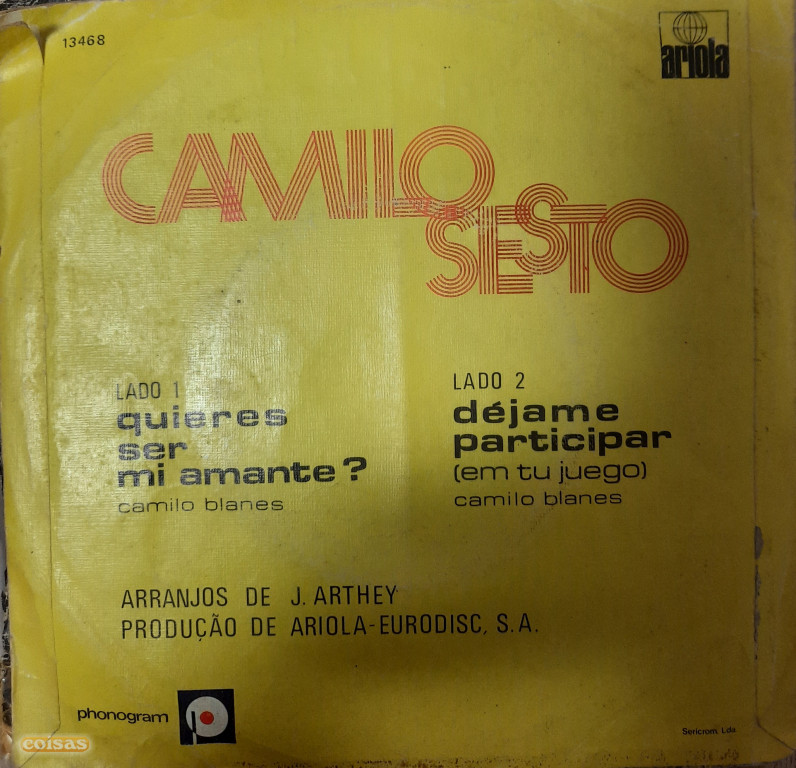 13468
ariola
CAMILO
SESTO
LADO 1
quieres
ser
mi amante?
camilo blanes
LADO 2
déjame
participar
(em tu juego)
camilo blanes
ARRANJOS DE J. ARTHEY
PRODUÇÃO DE ARIOLA-EURODISC, S.A.
phonogram
Sericrom, Lda
coisas